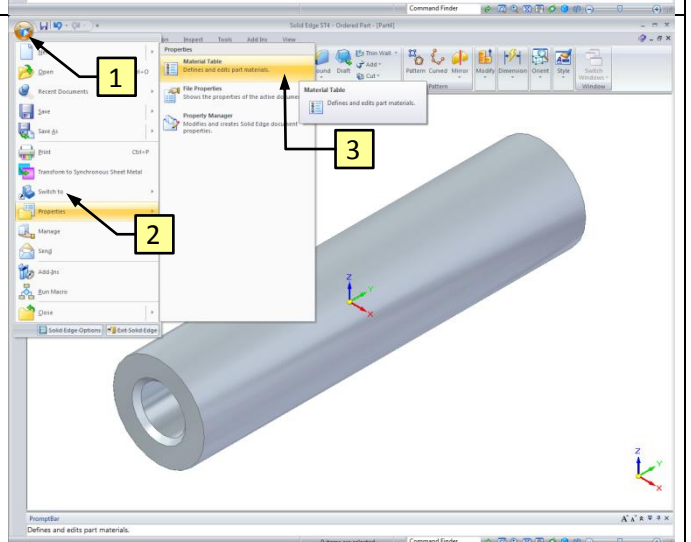 Command Finder
Solid Edge ST4 - Ordered Part - [Part4]
Inspect Tools Add Ins View
Properties
Material Table
Defines and edits part materials.
File Properties
Shows the properties of the active document
Property Manager
Modifies and creates Solid Edge document
properties.
Material Table
Defines and edits part materials.
Thin Wall
Add
Cut
Draft
Pattern Curved Mirror
Modify Dimension Orient Style
Switch
Windows
Pattern
Window
Open
Recent Documents
Save
Save As
Print Ctrl+P
Transform to Synchronous Sheet Metal
Switch to
Properties
Manage
Send
Add-Ins
Run Macro
Close
Solid Edge Options Exit Solid Edge
1
2
3
Z
Y
X
Z
Y
X
PromptBar
Defines and edits part materials.
0 items are selected
Command Finder